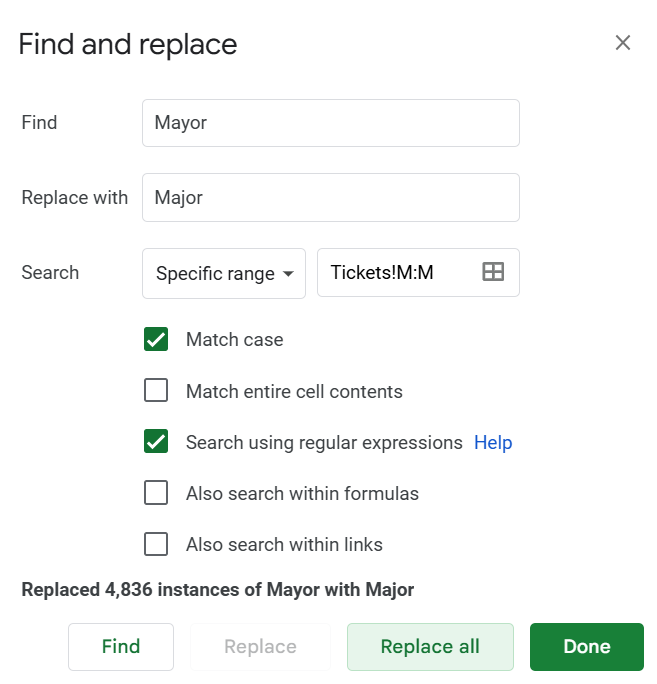 Find and replace
Find Mayor
Replace with Major
Search Specific range Tickets!M:M
Match case
Match entire cell contents
Search using regular expressions Help
Also search within formulas
Also search within links
Replaced 4,836 instances of Mayor with Major
Find Replace Replace all Done